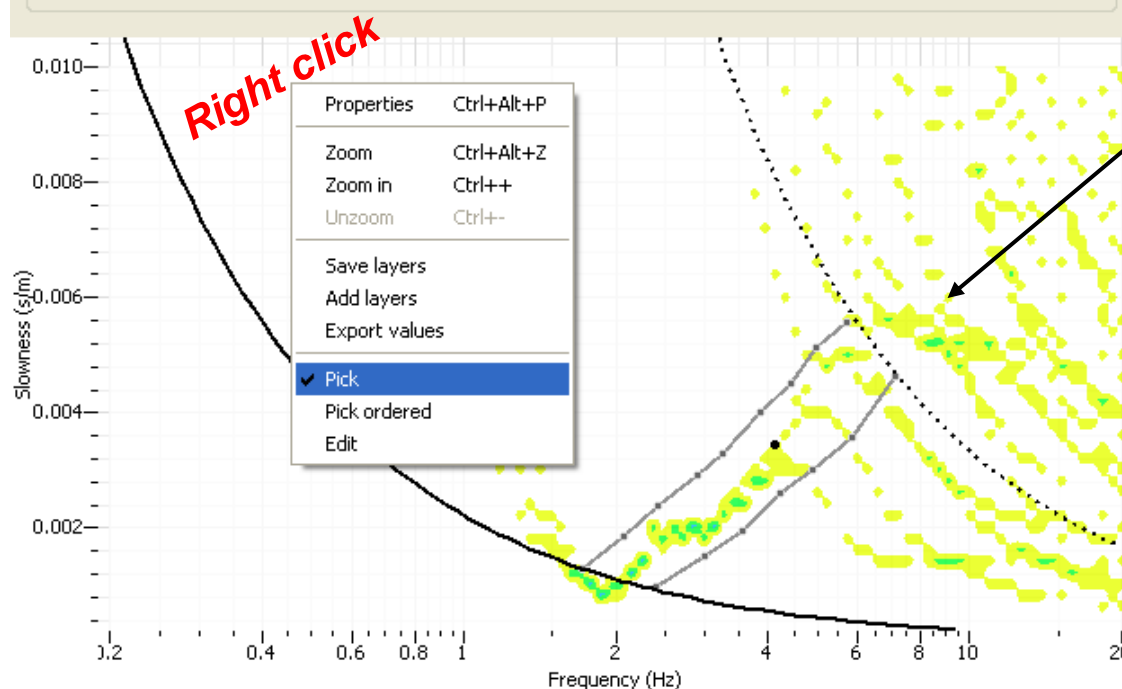 Right click
Properties Ctrl+Alt+P
Zoom Ctrl+Alt+Z
Zoom in Ctrl++
Unzoom Ctrl+-
Save layers
Add layers
Export values
Pick
Pick ordered
Edit
Slowness (s/m)
0.010
0.008
0.006
0.004
0.002
0.2 0.4 0.6 0.8 1 2 4 6 8 10
Frequency (Hz)